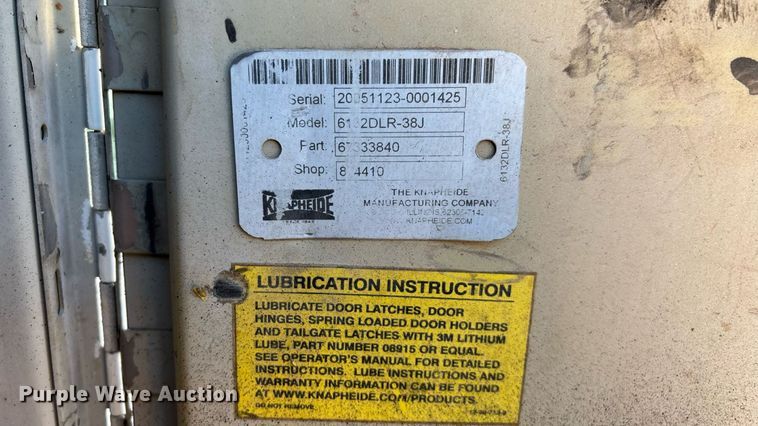 Serial: 20051123-0001425
Model: 6132DLR-38J
6132DLR-38J
Part.
Shop:
KNAPHEIDE
THE KNAPHEIDE
MANUFACTURING COMPANY
KNAPHEIDE.COM
LUBRICATION INSTRUCTION
LUBRICATE DOOR LATCHES, DOOR
HINGES, SPRING LOADED DOOR HOLDERS
AND TAILGATE LATCHES WITH 3M LITHIUM
LUBE, PART NUMBER 08915 OR EQUAL.
SEE OPERATOR'S MANUAL FOR DETAILED
INSTRUCTIONS. LUBE INSTRUCTIONS AND
WARRANTY INFORMATION CAN BE FOUND
AT WWW.KNAPHEIDE.COM/PRODUCTS.
DO NOT REMOVE
Purple Wave Auction